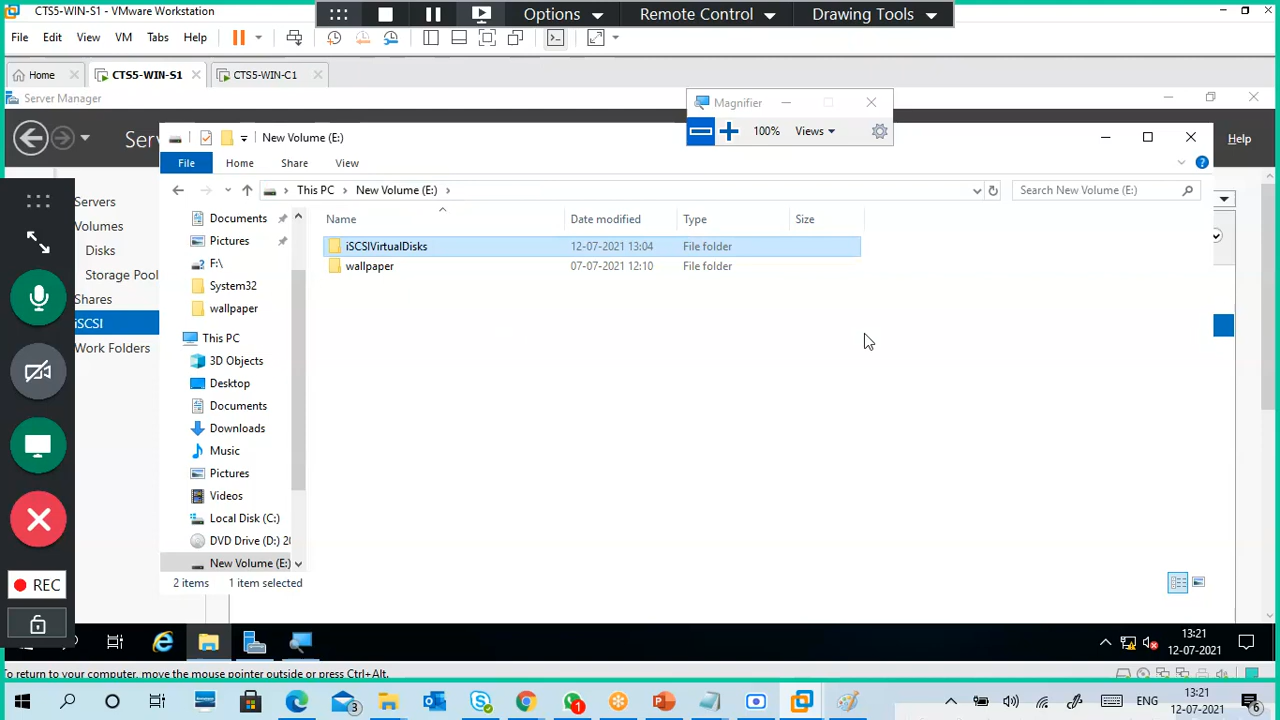 CTS5-WIN-S1 - VMware Workstation
Options
Remote Control
Drawing Tools
File Edit View VM Tabs Help
Home CTS5-WIN-S1 CTS5-WIN-C1
Server Manager
Magnifier
100% Views
Help
New Volume (E:)
File Home Share View
This PC New Volume (E:)
Search New Volume (E:)
Servers
Volumes
Disks
Storage Pool
Shares
iSCSI
Work Folders
Documents
Pictures
F:\
System32
wallpaper
This PC
3D Objects
Desktop
Documents
Downloads
Music
Pictures
Videos
Local Disk (C:)
DVD Drive (D:) 20
New Volume (E:)
Name Date modified Type Size
iSCSIVirtualDisks 12-07-2021 13:04 File folder
wallpaper 07-07-2021 12:10 File folder
2 items 1 item selected
REC
13:21
12-07-2021
To return to your computer, move the mouse pointer outside or press Ctrl+Alt.
3
1
ENG
13:21
12-07-2021
6